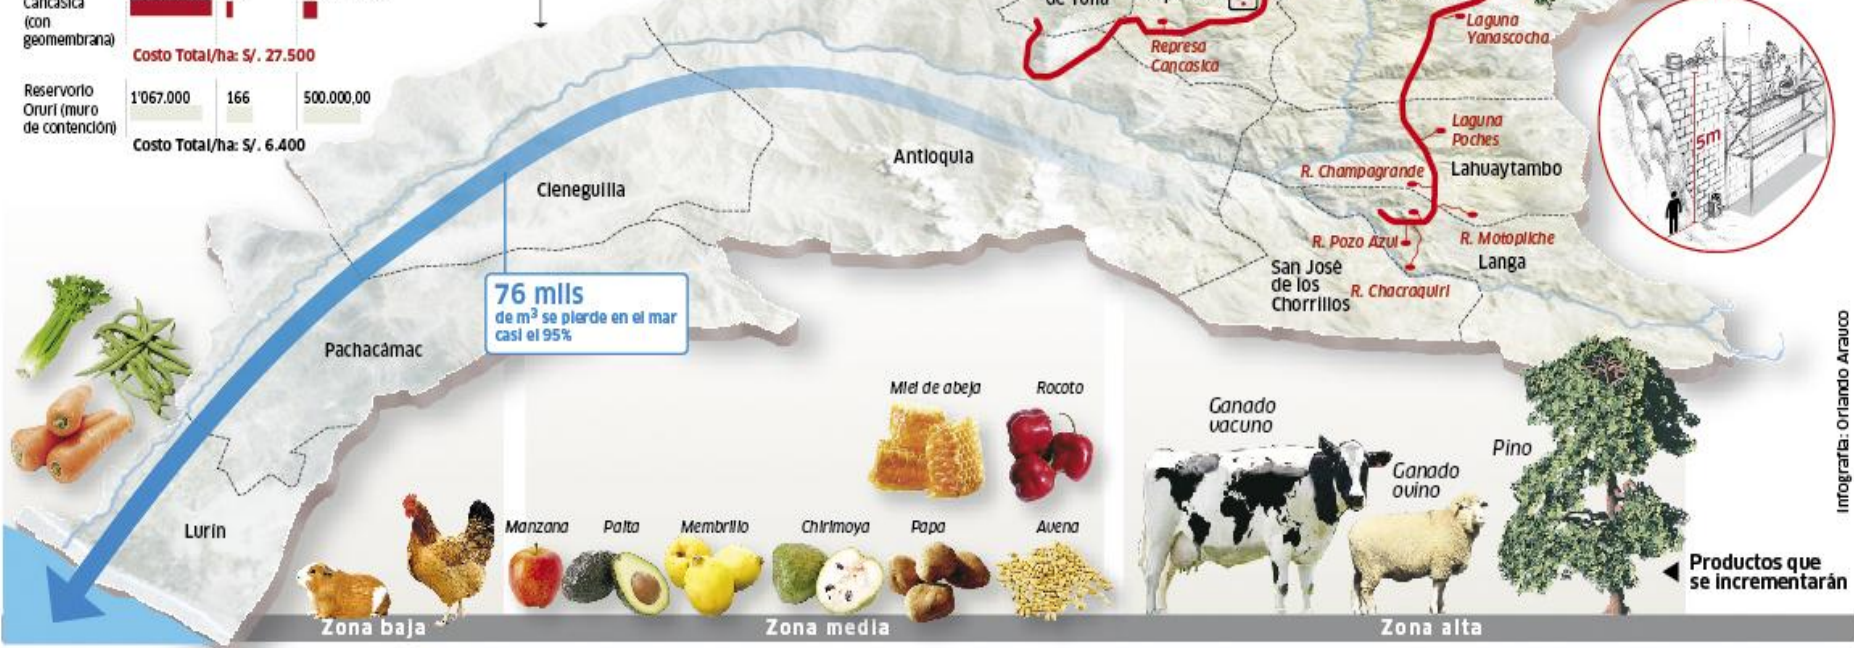 Cancasica
(con
geomembrana)
Costo Total/ha: S/. 27.500
Reservorio
Oruri (muro
de contención)
1'067.000
166
500.000,00
Costo Total/ha: S/. 6.400
Represa
Cancasica
Laguna
Yanascocha
5m
Laguna
Poches
Antioquia
R. Champagrande
Lahuaytambo
Cieneguilla
R. Pozo Azul
R. Motopliche
San José
de los
Chorrillos
Langa
R. Chacraquiri
76 mlls
de m³ se pierde en el mar
casi el 95%
Pachacámac
Miel de abeja
Rocoto
Ganado
vacuno
Pino
Ganado
ovino
Lurín
Manzana
Palta
Membrillo
Chirimoya
Papa
Avena
Productos que
se incrementarán
Zona baja
Zona media
Zona alta
Infografía: Orlando Arauco